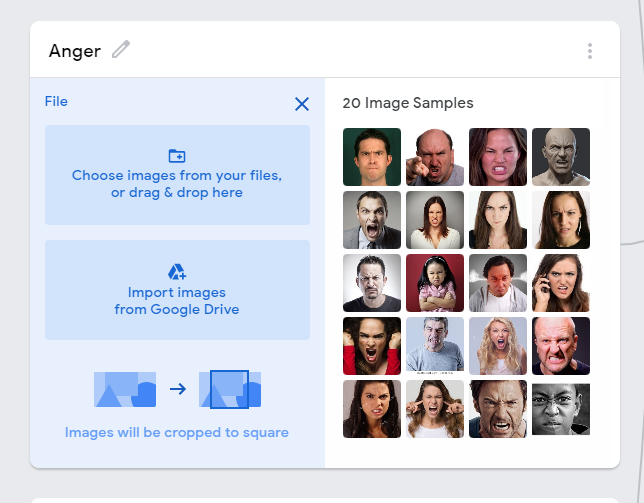 Anger
File
20 Image Samples
Choose images from your files,
or drag & drop here
Import images
from Google Drive
Images will be cropped to square